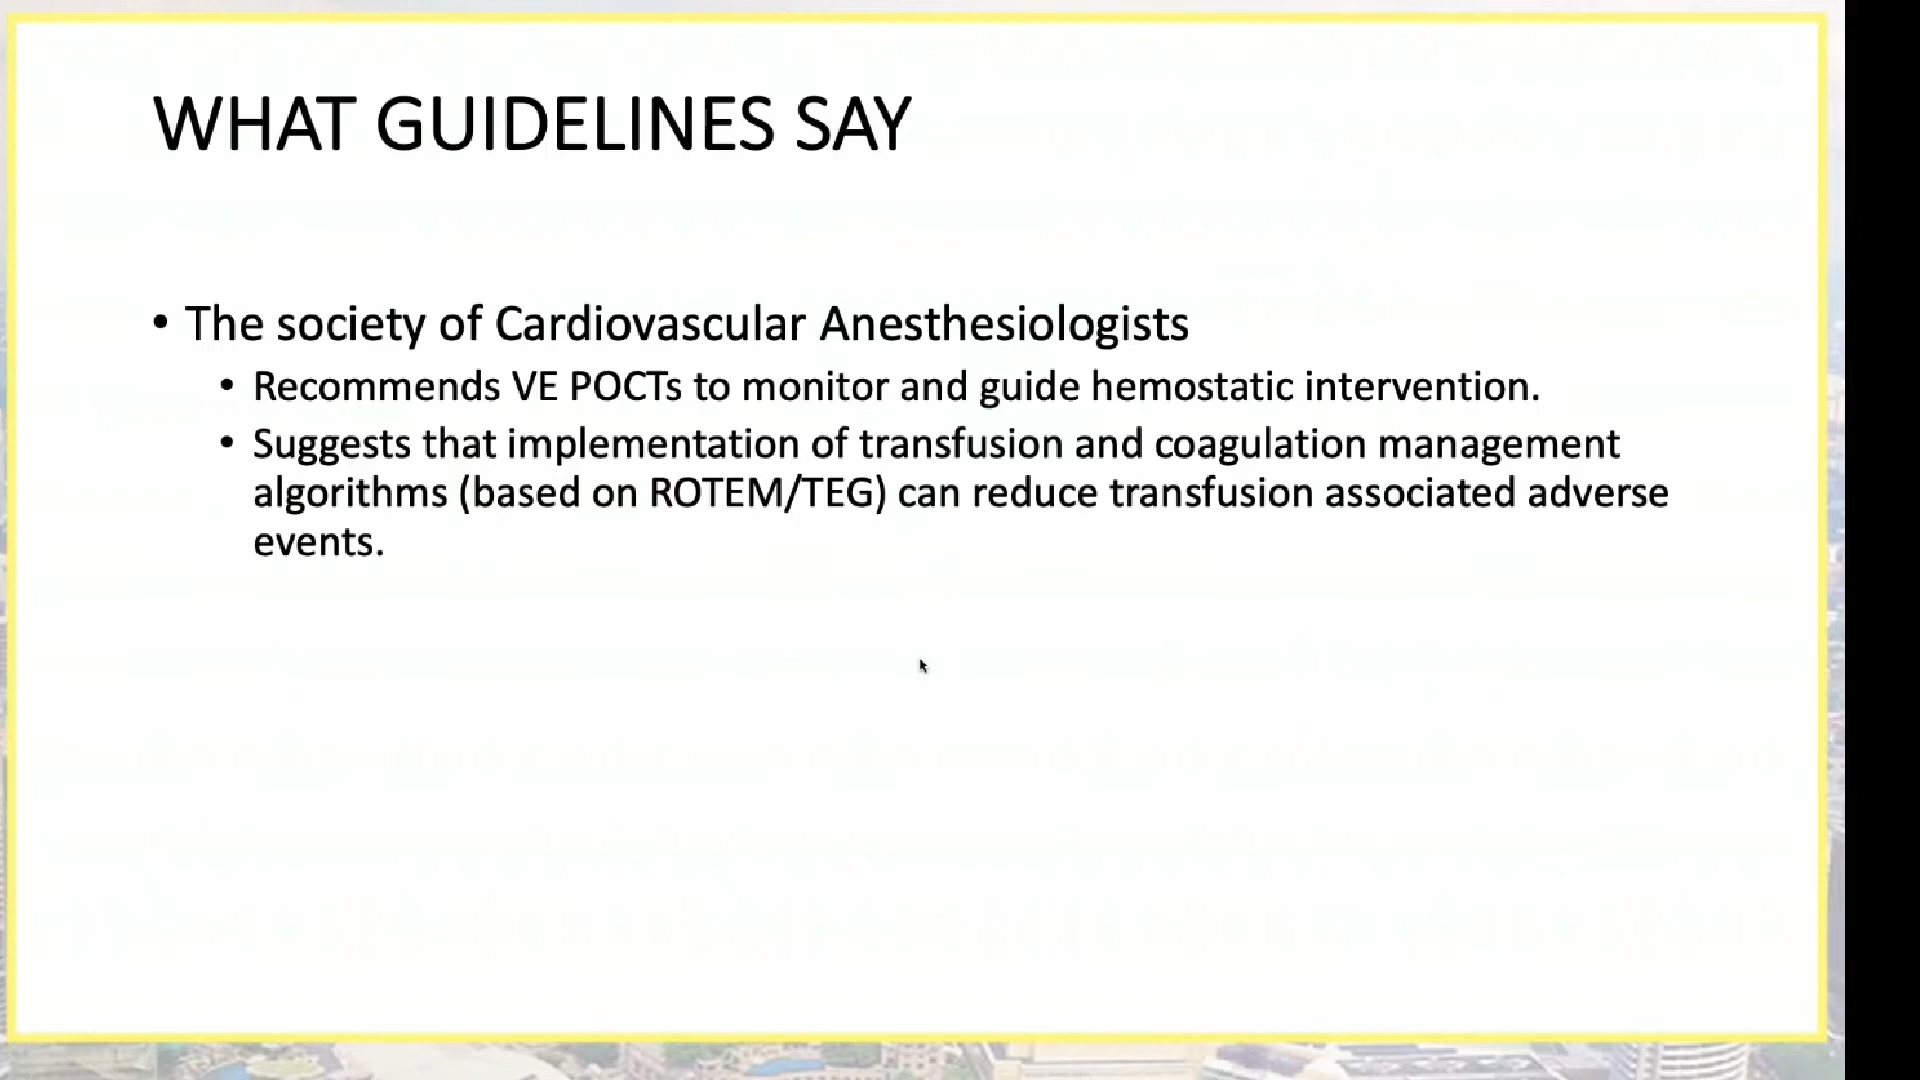 WHAT GUIDELINES SAY
• The society of Cardiovascular Anesthesiologists
• Recommends VE POCTs to monitor and guide hemostatic intervention.
• Suggests that implementation of transfusion and coagulation management
algorithms (based on ROTEM/TEG) can reduce transfusion associated adverse
events.